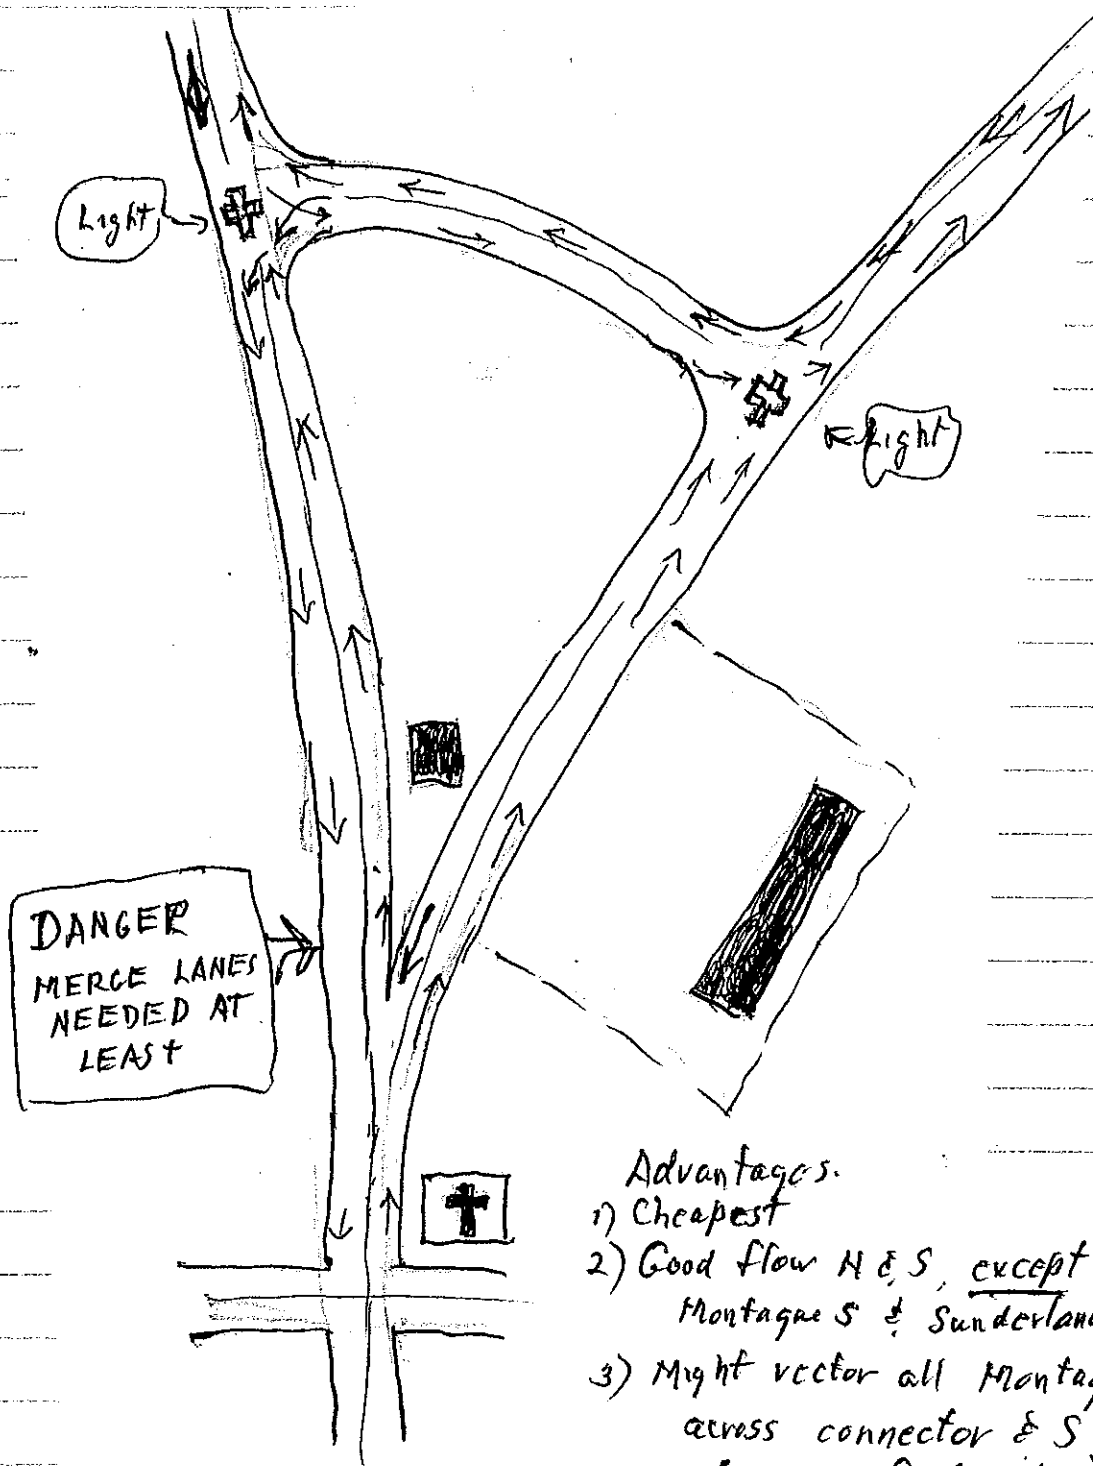 Light
Light
DANGER
MERGE LANES
NEEDED AT
LEAST
Advantages.
1) Cheapest
2) Good flow N & S, except
Montague S & Sunderlan
3) Might vector all Montag
across connector & S